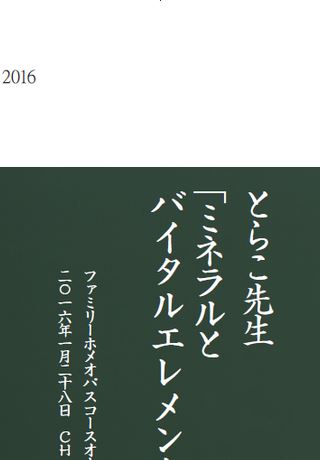 2016
とらこ先生
「ミネラルと
バイタルエレメン
ファミリーホメオパスコースオ
二〇一六年一月二十八日 CH